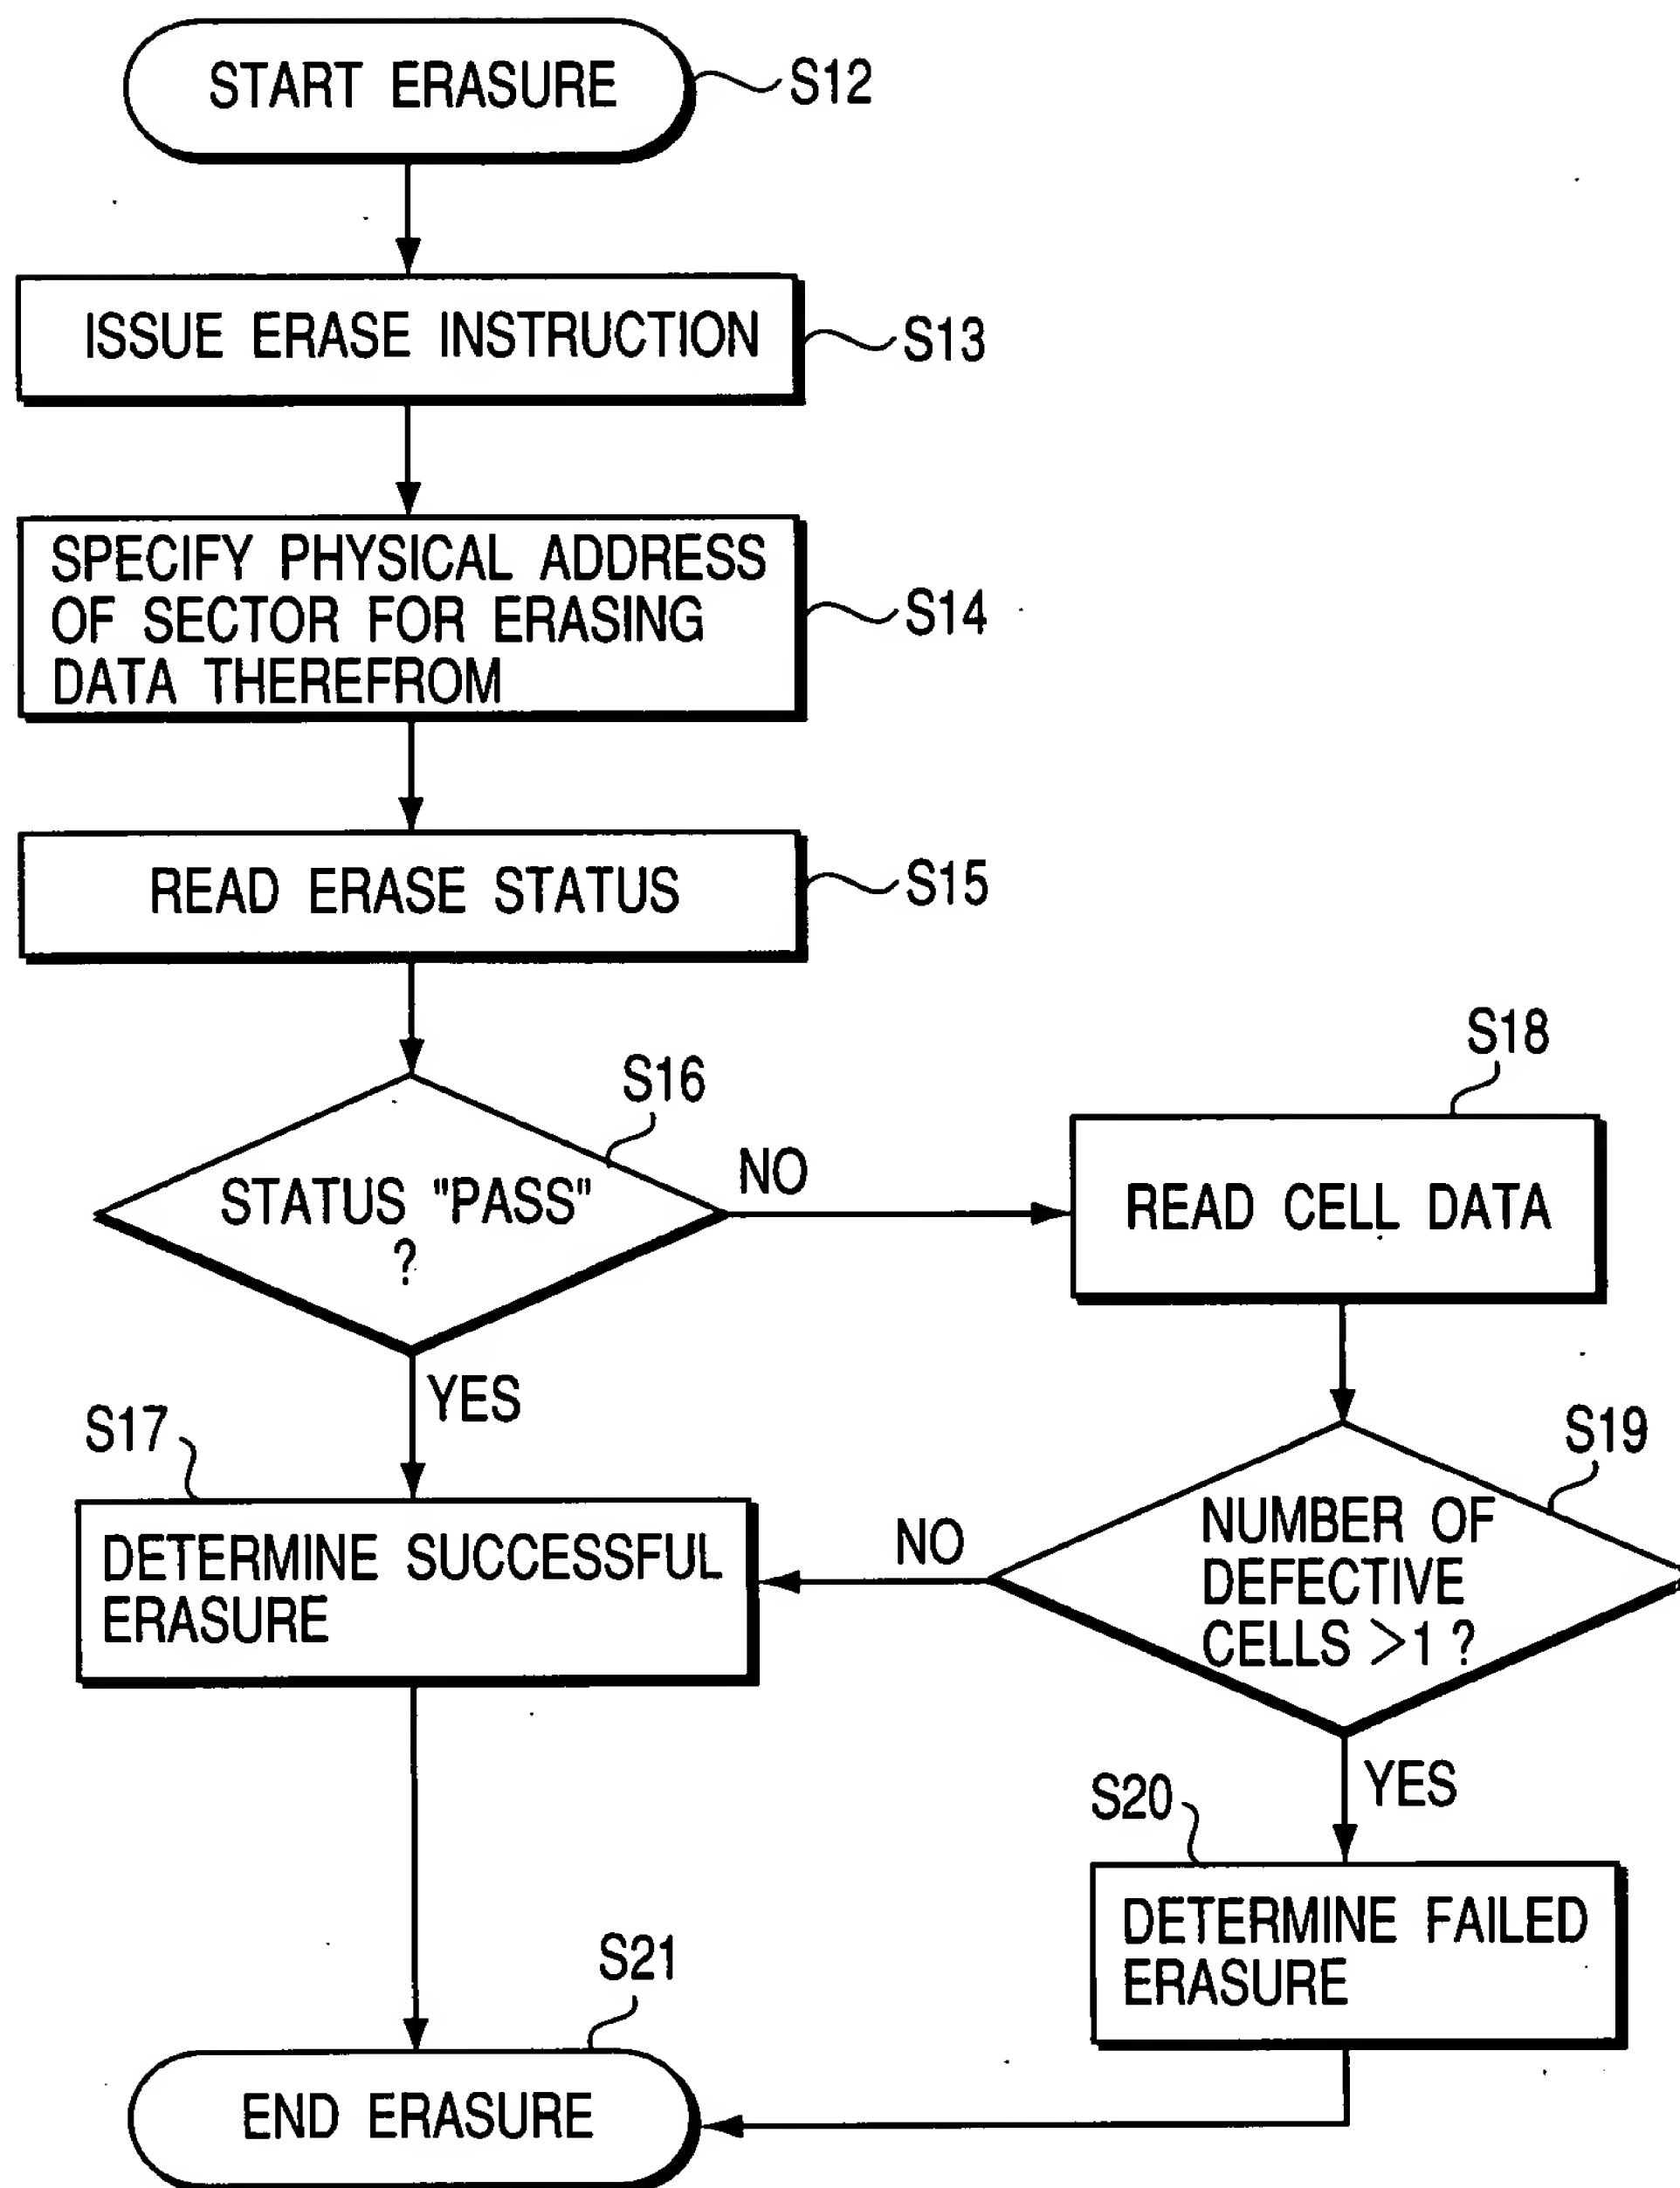 START ERASURE
S12
ISSUE ERASE INSTRUCTION
S13
SPECIFY PHYSICAL ADDRESS
OF SECTOR FOR ERASING
DATA THEREFROM
S14
READ ERASE STATUS
S15
S16
STATUS "PASS"
?
NO
YES
S18
READ CELL DATA
S17
DETERMINE SUCCESSFUL
ERASURE
S19
NUMBER OF
DEFECTIVE
CELLS >1 ?
NO
YES
S20
DETERMINE FAILED
ERASURE
S21
END ERASURE